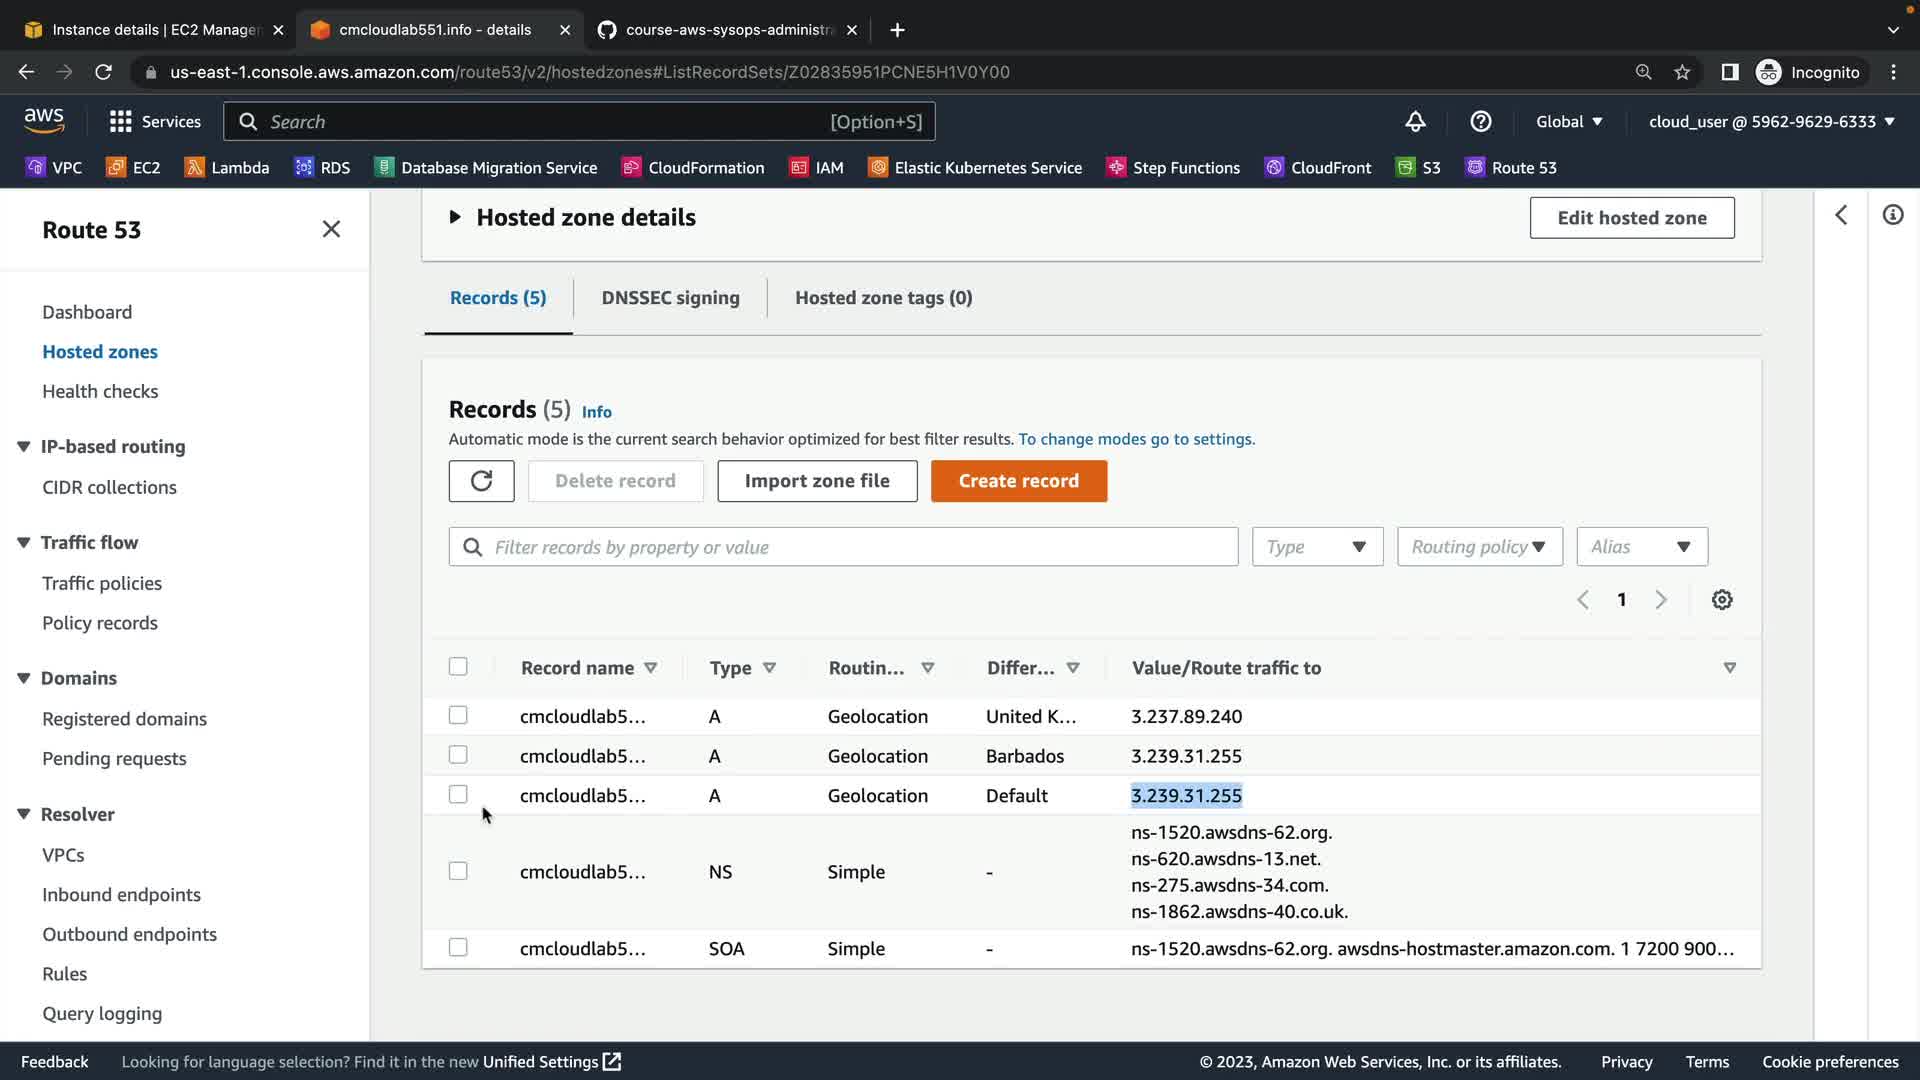 Instance details | EC2 Manager
cmcloudlab551.info - details
course-aws-sysops-administra
us-east-1.console.aws.amazon.com/route53/v2/hostedzones#ListRecordSets/Z02835951PCNE5H1V0Y00
Incognito
aws
Services
Search
[Option+S]
Global
cloud_user @ 5962-9629-6333
VPC
EC2
Lambda
RDS
Database Migration Service
CloudFormation
IAM
Elastic Kubernetes Service
Step Functions
CloudFront
S3
Route 53
Route 53
Dashboard
Hosted zones
Health checks
IP-based routing
CIDR collections
Traffic flow
Traffic policies
Policy records
Domains
Registered domains
Pending requests
Resolver
VPCs
Inbound endpoints
Outbound endpoints
Rules
Query logging
Hosted zone details
Edit hosted zone
Records (5)
DNSSEC signing
Hosted zone tags (0)
Records (5) Info
Automatic mode is the current search behavior optimized for best filter results. To change modes go to settings.
Delete record
Import zone file
Create record
Filter records by property or value
Type
Routing policy
Alias
1
Record name Type Routin... Differ... Value/Route traffic to
cmcloudlab5... A Geolocation United K... 3.237.89.240
cmcloudlab5... A Geolocation Barbados 3.239.31.255
cmcloudlab5... A Geolocation Default 3.239.31.255
cmcloudlab5... NS Simple - ns-1520.awsdns-62.org.
ns-620.awsdns-13.net.
ns-275.awsdns-34.com.
ns-1862.awsdns-40.co.uk.
cmcloudlab5... SOA Simple - ns-1520.awsdns-62.org. awsdns-hostmaster.amazon.com. 1 7200 900...
Feedback
Looking for language selection? Find it in the new Unified Settings
© 2023, Amazon Web Services, Inc. or its affiliates.
Privacy
Terms
Cookie preferences